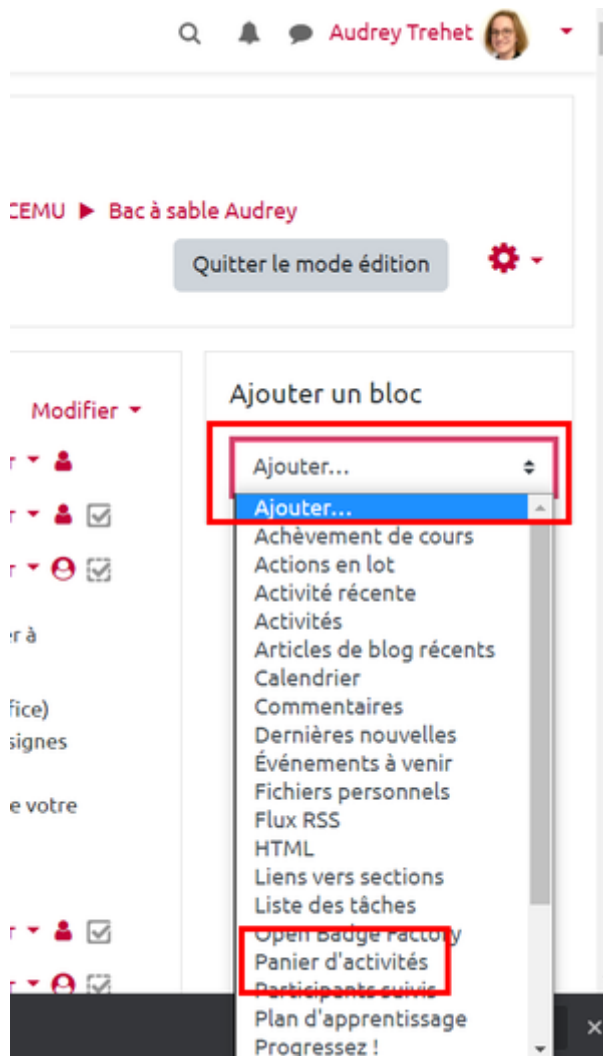 Audrey Trehet
CEMU ▶ Bac à sable Audrey
Quitter le mode édition
Modifier
r
r
r
er à
fice)
signes
e votre
r
r
Ajouter un bloc
Ajouter...
Ajouter...
Achèvement de cours
Actions en lot
Activité récente
Activités
Articles de blog récents
Calendrier
Commentaires
Dernières nouvelles
Événements à venir
Fichiers personnels
Flux RSS
HTML
Liens vers sections
Liste des tâches
Open Badge Factory
Panier d'activités
Participants suivis
Plan d'apprentissage
Progressez !